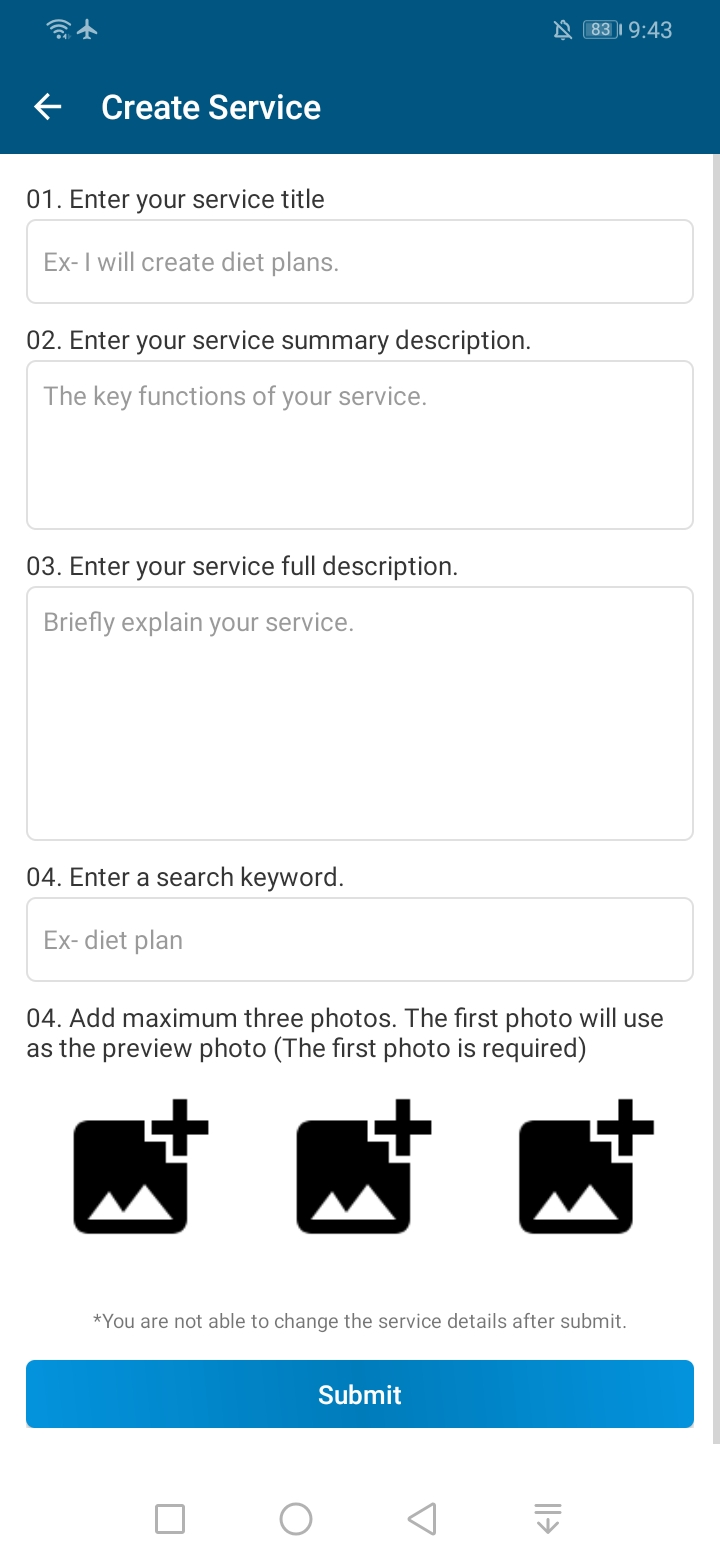 83 9:43
Create Service
01. Enter your service title
Ex- I will create diet plans.
02. Enter your service summary description.
The key functions of your service.
03. Enter your service full description.
Briefly explain your service.
04. Enter a search keyword.
Ex- diet plan
04. Add maximum three photos. The first photo will use
as the preview photo (The first photo is required)
*You are not able to change the service details after submit.
Submit